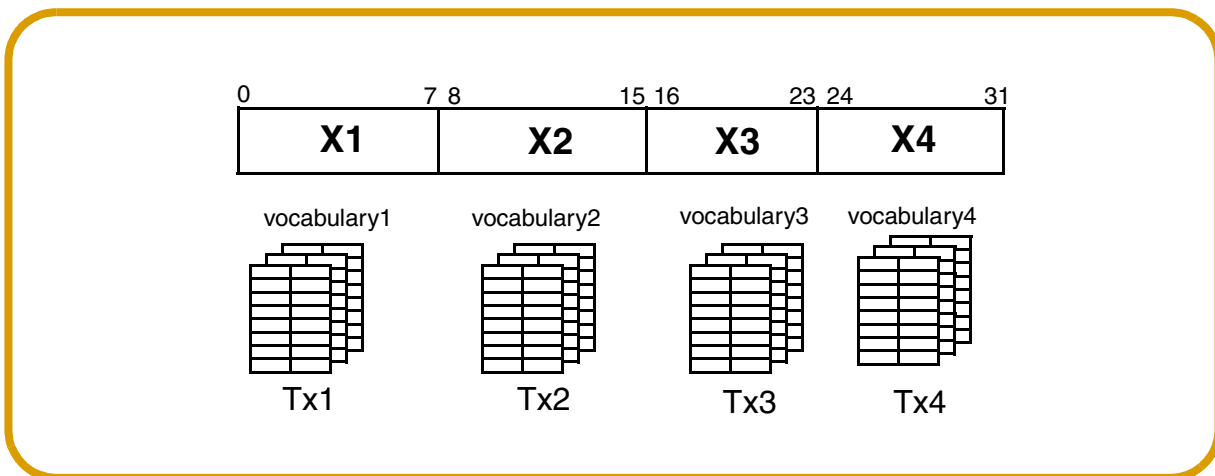 0 7 8 15 16 23 24 31
X1 X2 X3 X4
vocabulary1 vocabulary2 vocabulary3 vocabulary4
Tx1 Tx2 Tx3 Tx4